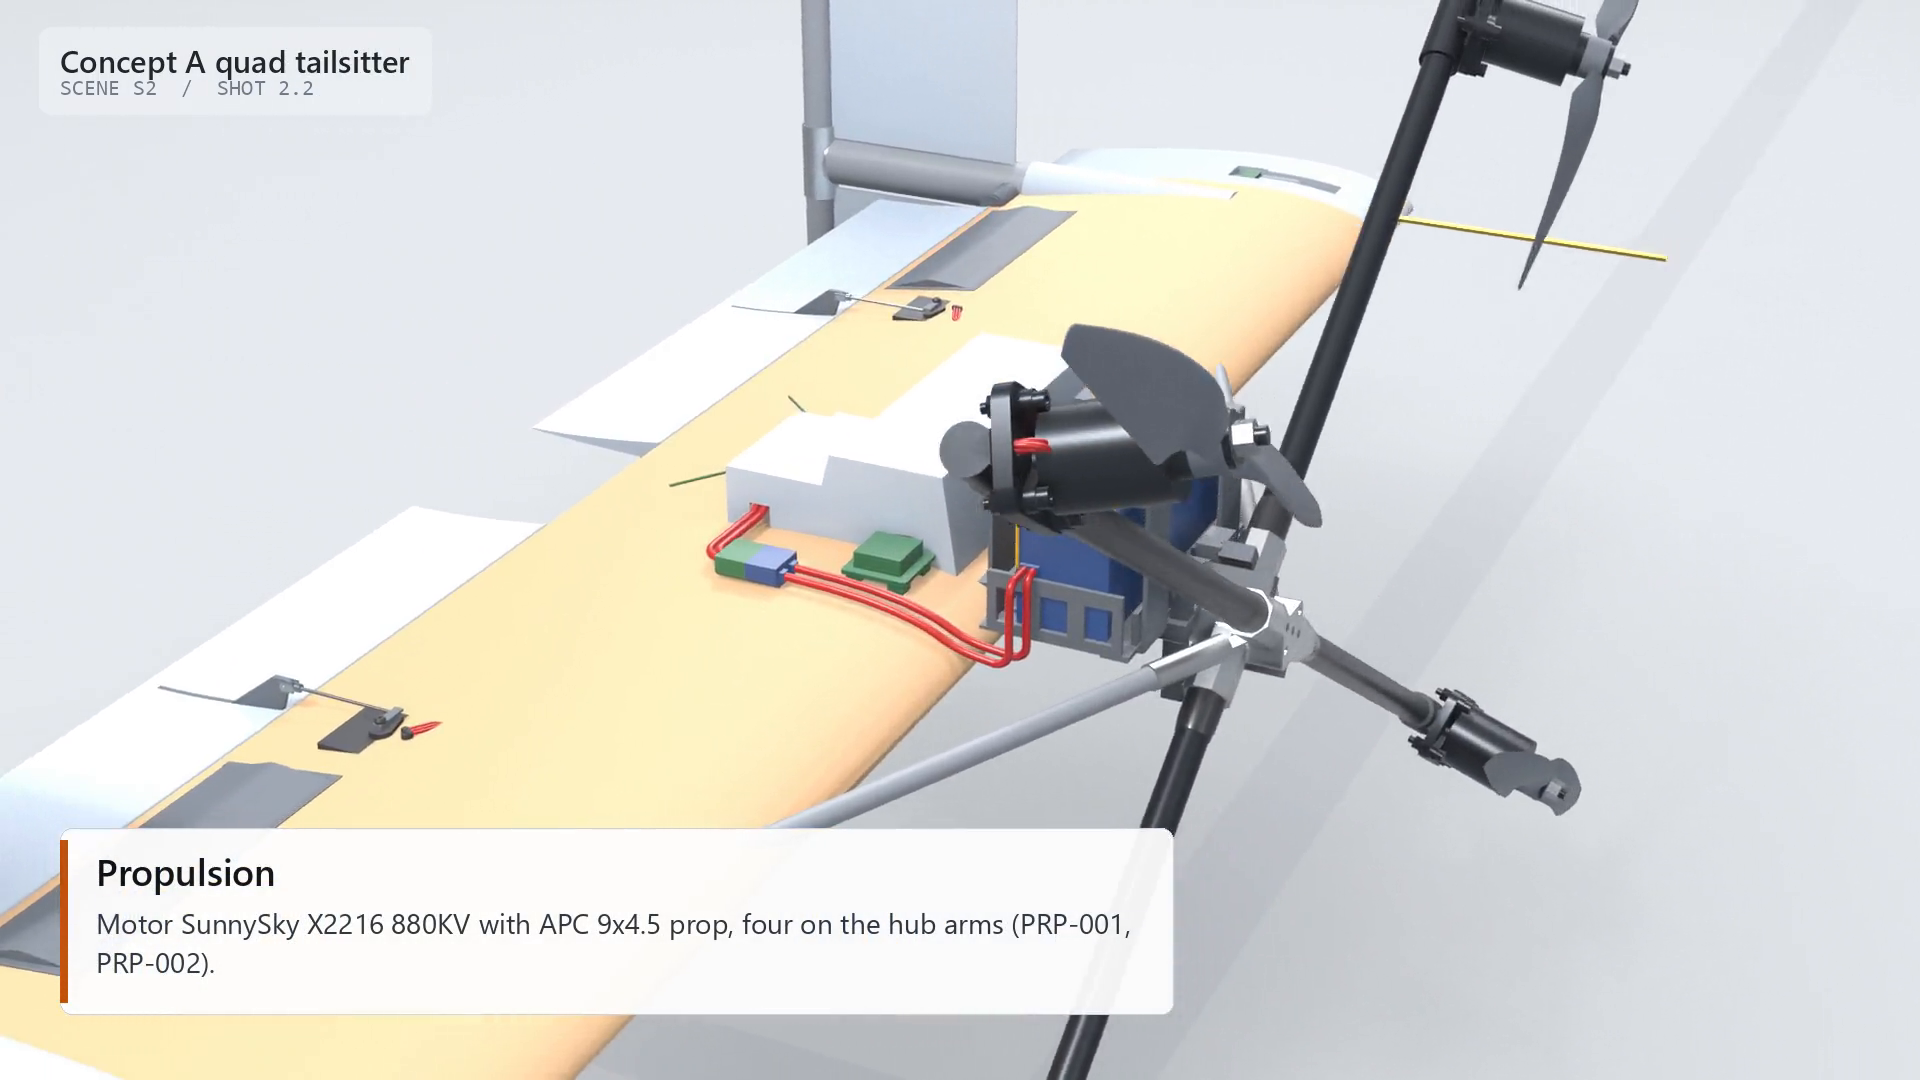 Concept A quad tailsitter
SCENE S2 / SHOT 2.2
Propulsion
Motor SunnySky X2216 880KV with APC 9x4.5 prop, four on the hub arms (PRP-001,
PRP-002).